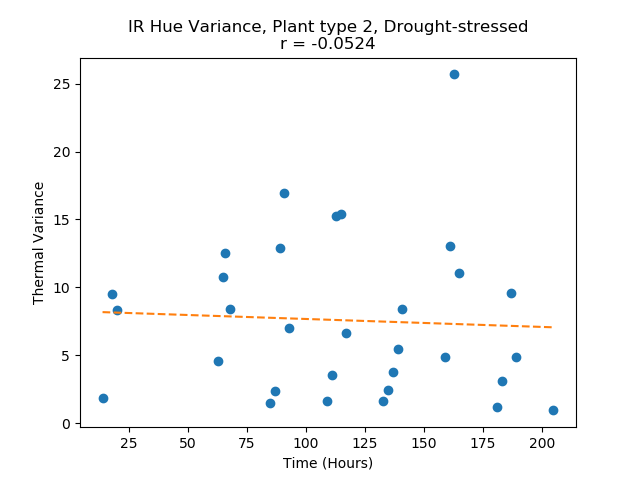 IR Hue Variance, Plant type 2, Drought-stressed
r = -0.0524
25
20
15
10
5
0
Thermal Variance
25 50 75 100 125 150 175 200
Time (Hours)